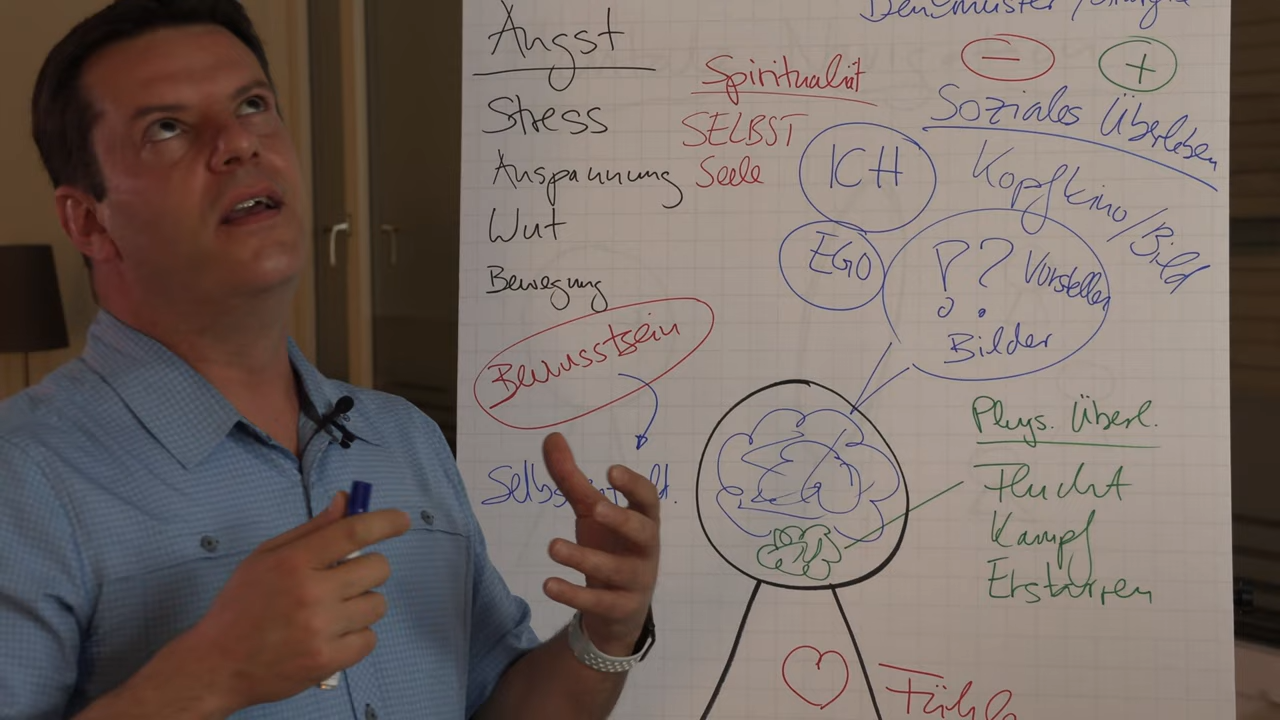 Angst
Stress
Anspannung
Wut
Bewegung
Bewusstsein
Spiritualität
SELBST
Seele
- +
Soziales Überleben
ICH
EGO
Kopfkino/Bild
!? Vorstellen
Bilder
Phys. Überl.
Flucht
Kampf
Erstarren